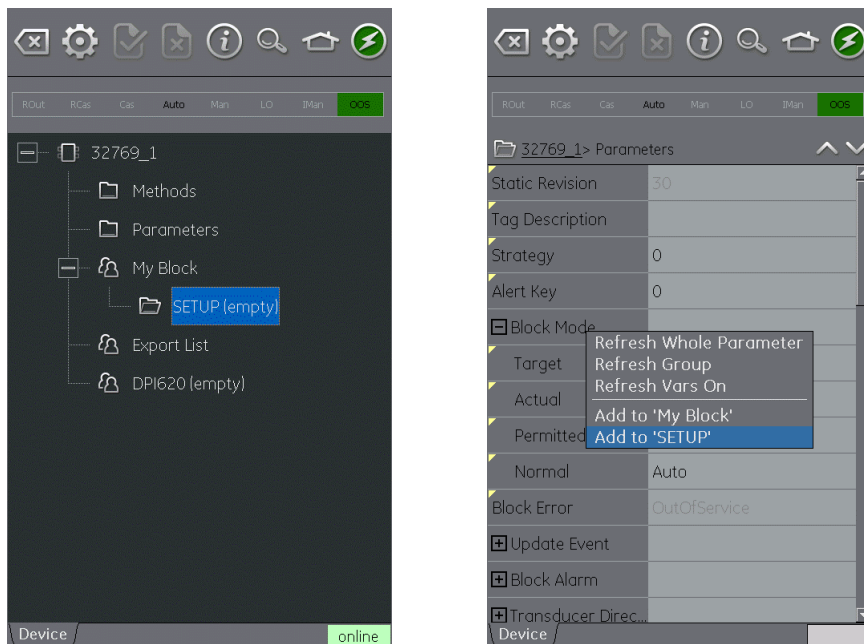 ROut RCas Cas Auto Man LO IMan OOS
32769_1
Methods
Parameters
My Block
SETUP (empty)
Export List
DPI620 (empty)
Device
online
ROut RCas Cas Auto Man LO IMan OOS
32769_1> Parameters
Static Revision 30
Tag Description
Strategy 0
Alert Key 0
Block Mode
Target
Actual
Permitted
Normal Auto
Block Error OutOfService
Update Event
Block Alarm
Transducer Direc...
Refresh Whole Parameter
Refresh Group
Refresh Vars On
Add to 'My Block'
Add to 'SETUP'
Device